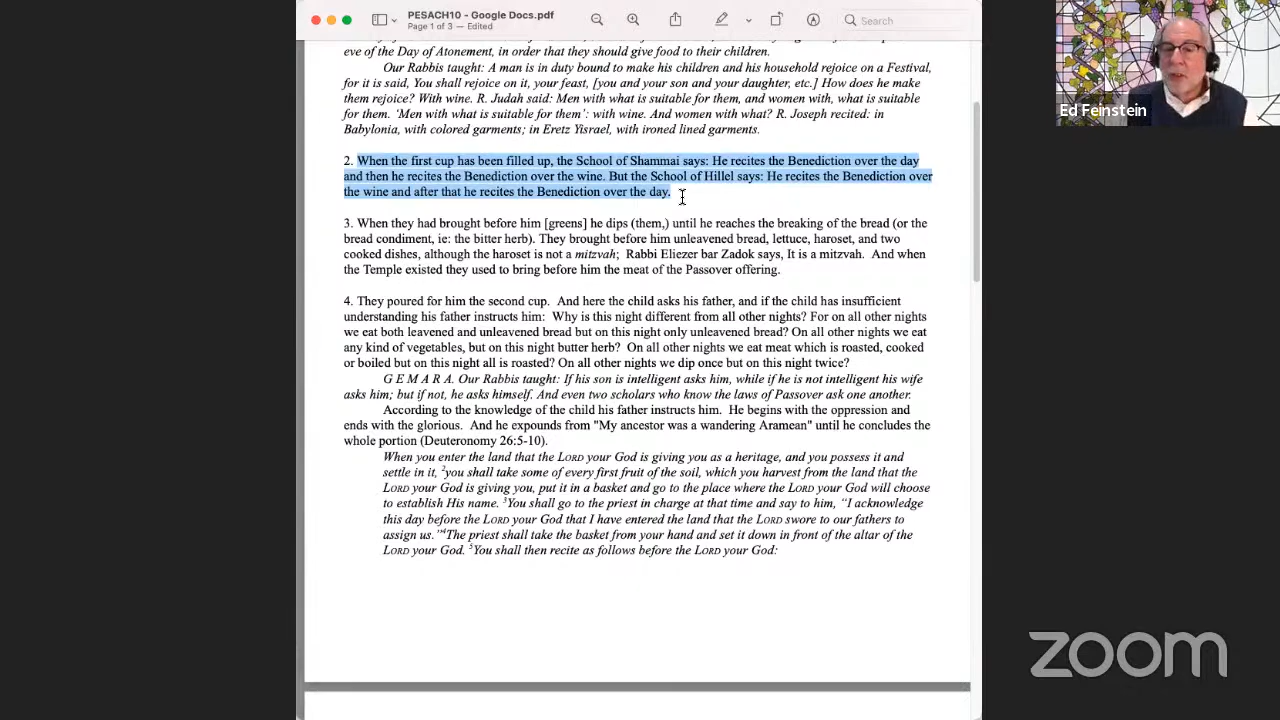 PESACH10 - Google Docs.pdf
Page 1 of 3 — Edited
Search
eve of the Day of Atonement, in order that they should give food to their children.
Our Rabbis taught: A man is in duty bound to make his children and his household rejoice on a Festival,
for it is said, You shall rejoice on it, your feast, [you and your son and your daughter, etc.] How does he make
them rejoice? With wine. R. Judah said: Men with what is suitable for them, and women with, what is suitable
for them. ‘Men with what is suitable for them’: with wine. And women with what? R. Joseph recited: in
Babylonia, with colored garments; in Eretz Yisrael, with ironed lined garments.
2. When the first cup has been filled up, the School of Shammai says: He recites the Benediction over the day
and then he recites the Benediction over the wine. But the School of Hillel says: He recites the Benediction over
the wine and after that he recites the Benediction over the day.
3. When they had brought before him [greens] he dips (them,) until he reaches the breaking of the bread (or the
bread condiment, ie: the bitter herb). They brought before him unleavened bread, lettuce, haroset, and two
cooked dishes, although the haroset is not a mitzvah; Rabbi Eliezer bar Zadok says, It is a mitzvah. And when
the Temple existed they used to bring before him the meat of the Passover offering.
4. They poured for him the second cup. And here the child asks his father, and if the child has insufficient
understanding his father instructs him: Why is this night different from all other nights? For on all other nights
we eat both leavened and unleavened bread but on this night only unleavened bread? On all other nights we eat
any kind of vegetables, but on this night butter herb? On all other nights we eat meat which is roasted, cooked
or boiled but on this night all is roasted? On all other nights we dip once but on this night twice?
G E M A R A. Our Rabbis taught: If his son is intelligent asks him, while if he is not intelligent his wife
asks him; but if not, he asks himself. And even two scholars who know the laws of Passover ask one another.
According to the knowledge of the child his father instructs him. He begins with the oppression and
ends with the glorious. And he expounds from "My ancestor was a wandering Aramean" until he concludes the
whole portion (Deuteronomy 26:5-10).
When you enter the land that the LORD your God is giving you as a heritage, and you possess it and
settle in it, ²you shall take some of every first fruit of the soil, which you harvest from the land that the
LORD your God is giving you, put it in a basket and go to the place where the LORD your God will choose
to establish His name. ³You shall go to the priest in charge at that time and say to him, “I acknowledge
this day before the LORD your God that I have entered the land that the LORD swore to our fathers to
assign us.”⁴The priest shall take the basket from your hand and set it down in front of the altar of the
LORD your God. ⁵You shall then recite as follows before the LORD your God:
Ed Feinstein
zoom